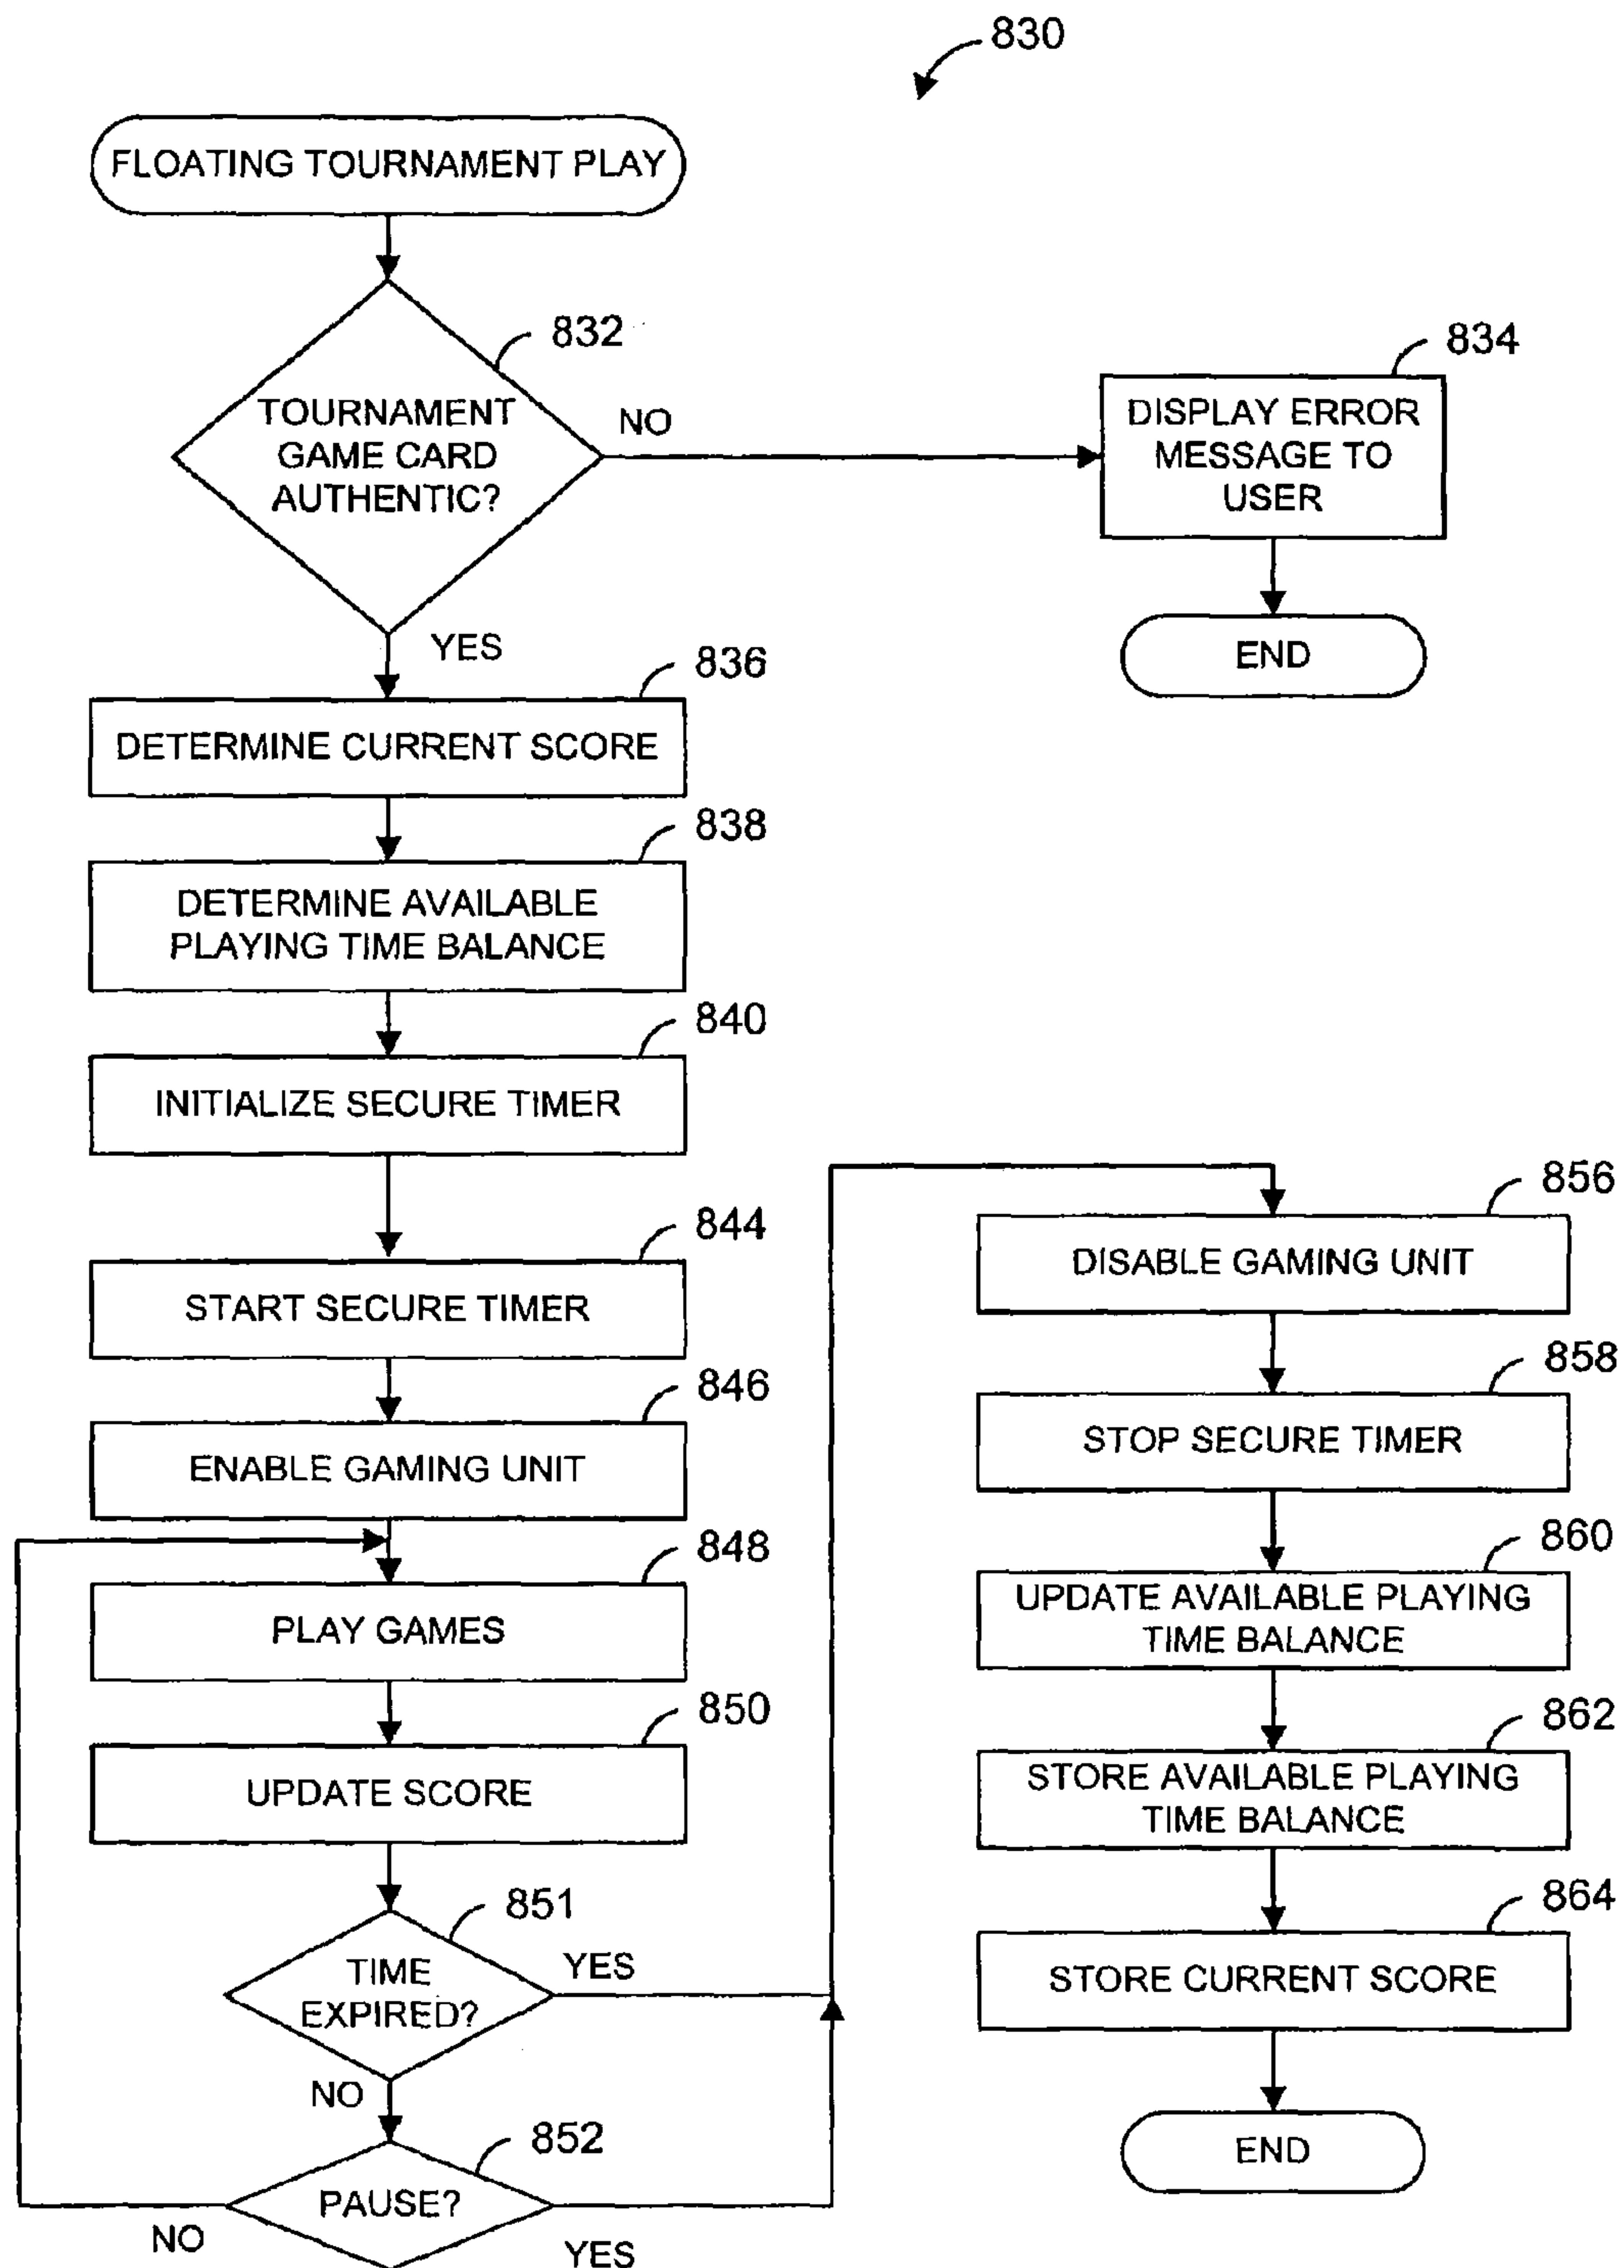 830
FLOATING TOURNAMENT PLAY
832
TOURNAMENT
GAME CARD
AUTHENTIC?
NO
YES
834
DISPLAY ERROR
MESSAGE TO
USER
END
836
DETERMINE CURRENT SCORE
838
DETERMINE AVAILABLE
PLAYING TIME BALANCE
840
INITIALIZE SECURE TIMER
844
START SECURE TIMER
846
ENABLE GAMING UNIT
848
PLAY GAMES
850
UPDATE SCORE
851
TIME
EXPIRED?
YES
NO
852
PAUSE?
NO
YES
856
DISABLE GAMING UNIT
858
STOP SECURE TIMER
860
UPDATE AVAILABLE PLAYING
TIME BALANCE
862
STORE AVAILABLE PLAYING
TIME BALANCE
864
STORE CURRENT SCORE
END